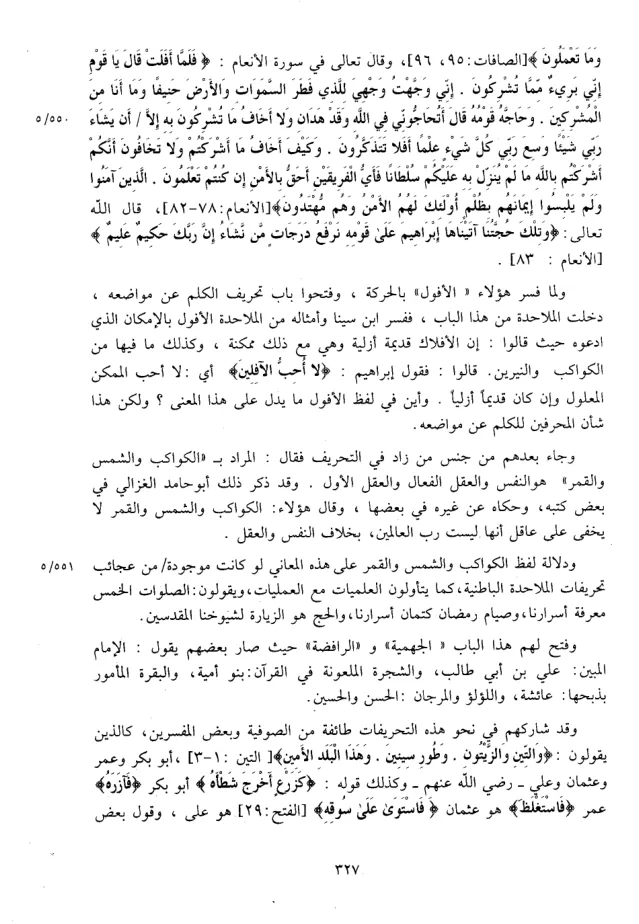 وَمَا تَعْمَلُونَ ﴾[الصافات:٩٥، ٩٦]، وقال تعالى في سورة الأنعام : ﴿ فَلَمَّا أَفَلَتْ قَالَ يَا قَوْمِ
إِنِّي بَرِيءٌ مِّمَّا تُشْرِكُونَ . إِنِّي وَجَّهْتُ وَجْهِيَ لِلَّذِي فَطَرَ السَّمَوَاتِ وَالأَرْضَ حَنِيفًا وَمَا أَنَا مِنَ
الْمُشْرِكِينَ . وَحَاجَّهُ قَوْمُهُ قَالَ أَتُحَاجُّونِّي فِي اللَّهِ وَقَدْ هَدَانِ وَلا أَخَافُ مَا تُشْرِكُونَ بِهِ إِلاَّ / أَن يَشَاءَ ٥/٥٥٠
رَبِّي شَيْئًا وَسِعَ رَبِّي كُلَّ شَيْءٍ عِلْمًا أَفَلا تَتَذَكَّرُونَ . وَكَيْفَ أَخَافُ مَا أَشْرَكْتُمْ وَلا تَخَافُونَ أَنَّكُمْ
أَشْرَكْتُم بِاللَّهِ مَا لَمْ يُنَزِّلْ بِهِ عَلَيْكُمْ سُلْطَانًا فَأَيُّ الْفَرِيقَيْنِ أَحَقُّ بِالأَمْنِ إِن كُنتُمْ تَعْلَمُونَ . الَّذِينَ آمَنُوا
وَلَمْ يَلْبِسُوا إِيمَانَهُم بِظُلْمٍ أُوْلَئِكَ لَهُمُ الأَمْنُ وَهُم مُّهْتَدُونَ﴾[الأنعام:٧٨-٨٢]، قال الله
تعالى: ﴿وَتِلْكَ حُجَّتُنَا آتَيْنَاهَا إِبْرَاهِيمَ عَلَىٰ قَوْمِهِ نَرْفَعُ دَرَجَاتٍ مَّن نَّشَاءُ إِنَّ رَبَّكَ حَكِيمٌ عَلِيمٌ ﴾
[الأنعام : ٨٣] .
ولما فسر هؤلاء « الأفول» بالحركة ، وفتحوا باب تحريف الكلم عن مواضعه ،
دخلت الملاحدة من هذا الباب ، ففسر ابن سينا وأمثاله من الملاحدة الأفول بالإمكان الذي
ادعوه حيث قالوا : إن الأفلاك قديمة أزلية وهي مع ذلك ممكنة ، وكذلك ما فيها من
الكواكب والنيرين. قالوا : فقول إبراهيم : ﴿لا أُحِبُّ الآفِلِينَ﴾ أي :لا أحب الممكن
المعلول وإن كان قديماً أزلياً . وأين في لفظ الأفول ما يدل على هذا المعنى ؟ ولكن هذا
شأن المحرفين للكلم عن مواضعه.
وجاء بعدهم من جنس من زاد في التحريف فقال : المراد بـ «الكواكب والشمس
والقمر» هوالنفس والعقل الفعال والعقل الأول . وقد ذكر ذلك أبوحامد الغزالي في
بعض كتبه، وحكاه عن غيره في بعضها ، وقال هؤلاء: الكواكب والشمس والقمر لا
يخفى على عاقل أنها ليست رب العالمين، بخلاف النفس والعقل .
ودلالة لفظ الكواكب والشمس والقمر على هذه المعاني لو كانت موجودة/ من عجائب ٥/٥٥١
تحريفات الملاحدة الباطنية،كما يتأولون العلميات مع العمليات،ويقولون:الصلوات الخمس
معرفة أسرارنا،وصيام رمضان كتمان أسرارنا،والحج هو الزيارة لشيوخنا المقدسين.
وفتح لهم هذا الباب « الجهمية» و «الرافضة» حيث صار بعضهم يقول : الإمام
المبين: علي بن أبي طالب، والشجرة الملعونة في القرآن:بنو أمية، والبقرة المأمور
بذبحها: عائشة، واللؤلؤ والمرجان :الحسن والحسين.
وقد شاركهم في نحو هذه التحريفات طائفة من الصوفية وبعض المفسرين، كالذين
يقولون :﴿وَالتِّينِ وَالزَّيْتُونِ . وَطُورِ سِينِينَ . وَهَذَا الْبَلَدِ الأَمِينِ﴾[ التين :١-٣] ،أبو بكر وعمر
وعثمان وعلي ـ رضي الله عنهم ـ وكذلك قوله : ﴿كَزَرْعٍ أَخْرَجَ شَطْأَهُ ﴾ أبو بكر ﴿فَآزَرَهُ﴾
عمر ﴿فَاسْتَغْلَظَ﴾ هو عثمان ﴿ فَاسْتَوَى عَلَىٰ سُوقِهِ﴾ [الفتح:٢٩] هو على ، وقول بعض
٣٢٧